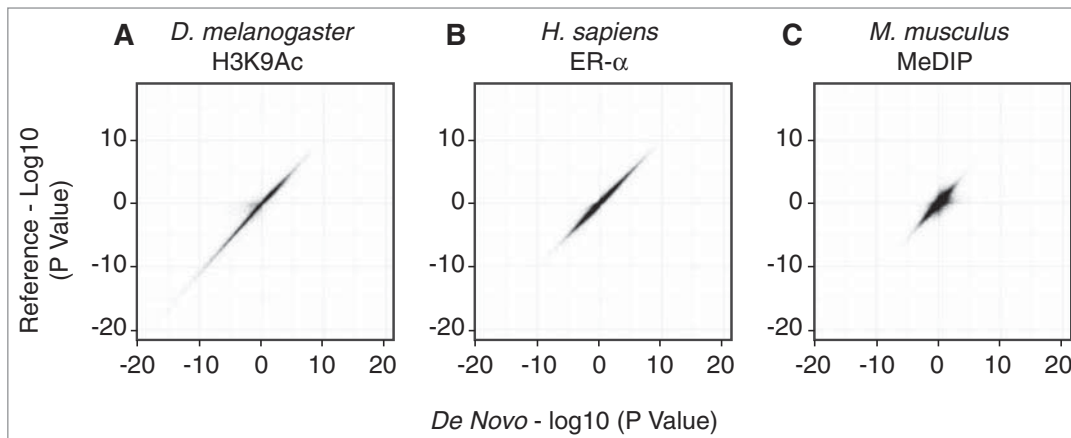 A D. melanogaster
H3K9Ac
B H. sapiens
ER-α
C M. musculus
MeDIP
Reference - Log10
(P Value)
10
0
-10
-20
-20 -10 0 10 20
10
0
-10
-20
-20 -10 0 10 20
10
0
-10
-20
-20 -10 0 10 20
De Novo - log10 (P Value)